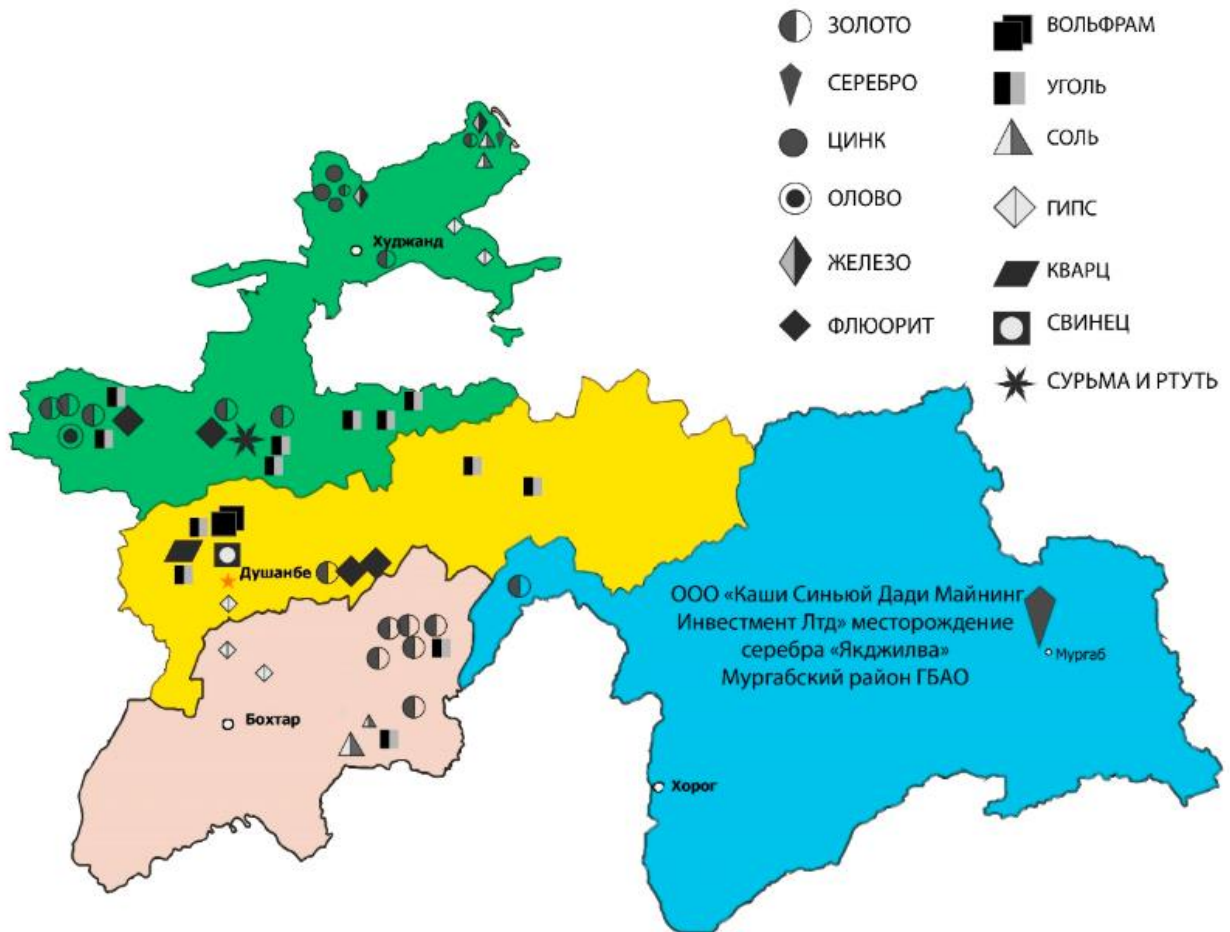 ЗОЛОТО
СЕРЕБРО
ЦИНК
ОЛОВО
ЖЕЛЕЗО
ФЛЮОРИТ
ВОЛЬФРАМ
УГОЛЬ
СОЛЬ
ГИПС
КВАРЦ
СВИНЕЦ
СУРЬМА И РТУТЬ
Худжанд
Душанбе
ООО «Каши Синьюй Дади Майнинг
Инвестмент Лтд» месторождение
серебра «Якджилва»
Мургабский район ГБАО
Мургаб
Бохтар
Хорог